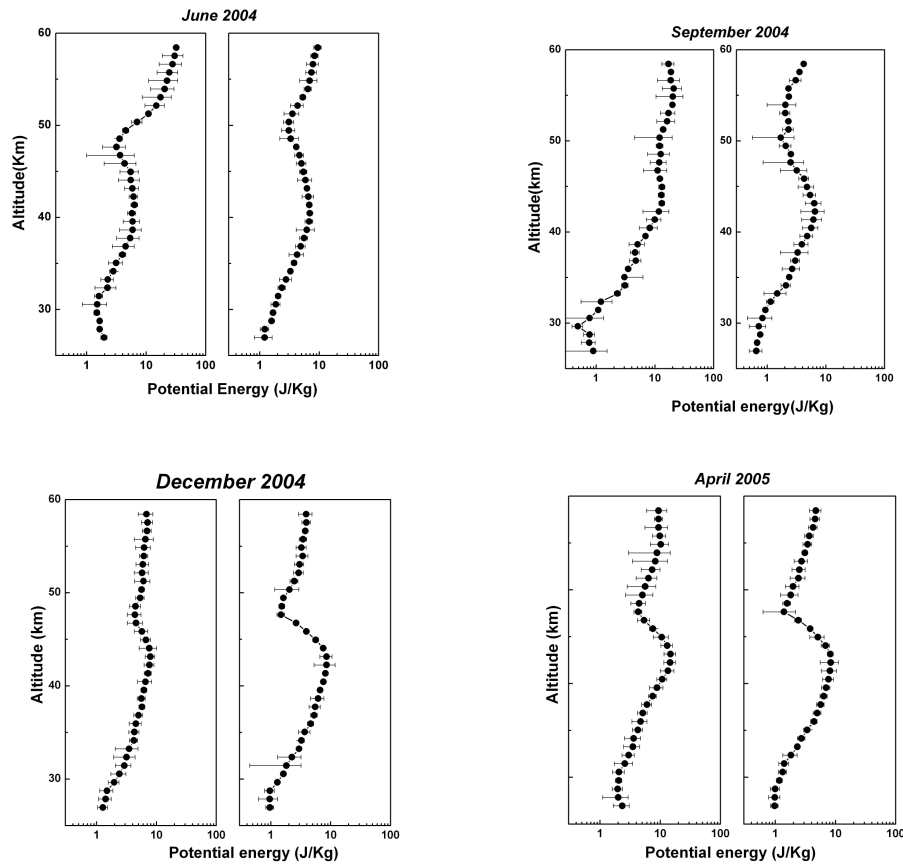 June 2004
60
50
40
30
Altitude(Km)
1 10 100 1 10 100
Potential Energy (J/Kg)
September 2004
60
50
40
30
Altitude(km)
1 10 100 1 10 100
Potential energy(J/Kg)
December 2004
60
50
40
30
Altitude (km)
1 10 100 1 10 100
Potential energy (J/Kg)
April 2005
60
50
40
30
Altitude (km)
1 10 100 1 10 100
Potential energy (J/Kg)